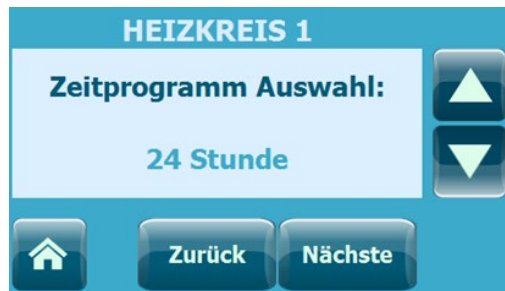 HEIZKREIS 1
Zeitprogramm Auswahl:
24 Stunde
Zurück
Nächste